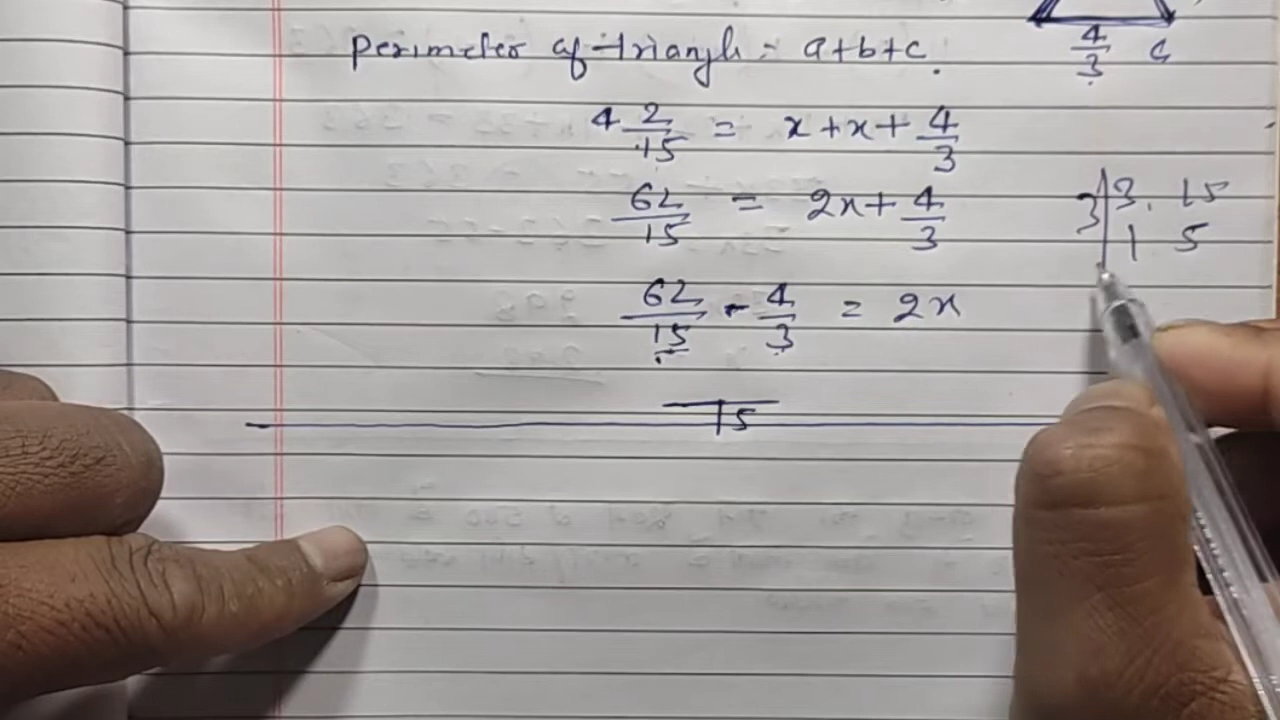 4/3 c
perimeter of triangle = a+b+c.
4 2/15 = x+x+4/3
62/15 = 2x+4/3
3 | 3, 15
1 5
62/15 - 4/3 = 2x
15